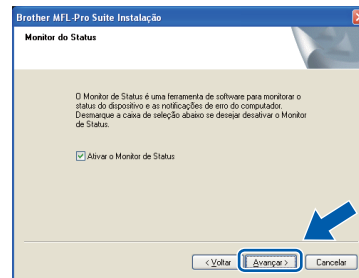 Brother MFL-Pro Suite Instalação
Monitor do Status
O Monitor de Status é uma ferramenta de software para monitorar o
status do dispositivo e as notificações de erro do computador.
Desmarque a caixa de seleção abaixo se desejar desativar o Monitor
de Status.
Ativar o Monitor de Status
< Voltar Avançar > Cancelar